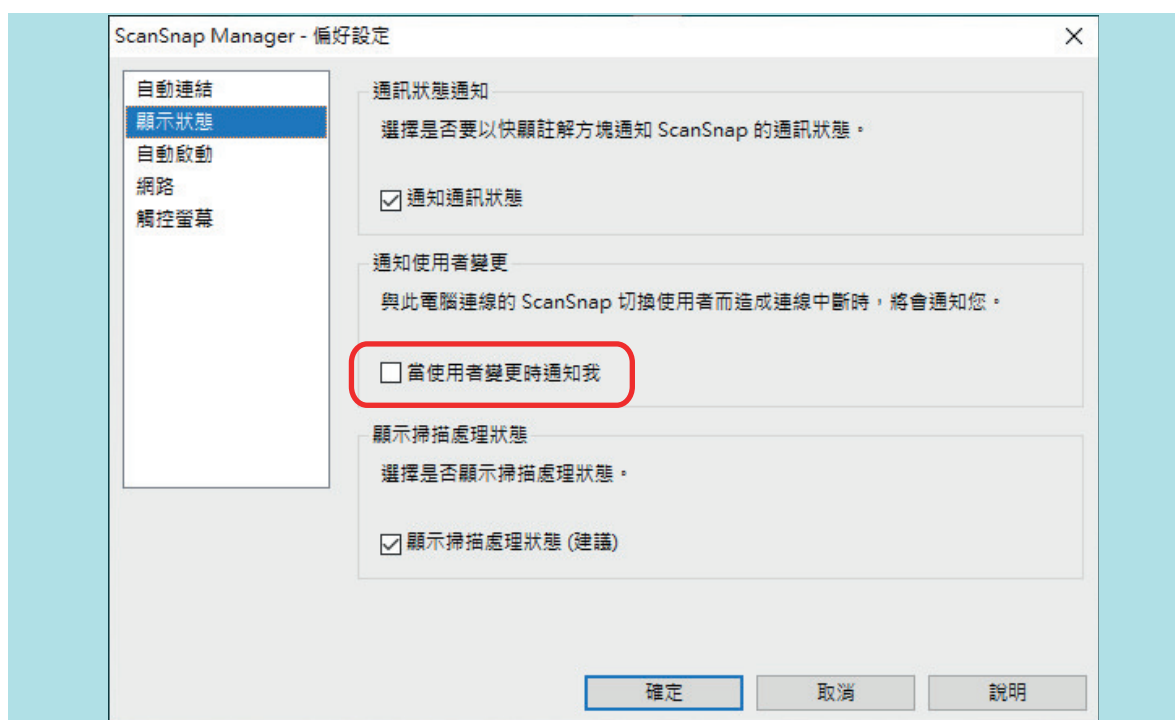 ScanSnap Manager - 偏好設定
自動連結
顯示狀態
自動啟動
網路
觸控螢幕
通訊狀態通知
選擇是否要以快顯註解方塊通知 ScanSnap 的通訊狀態。
通知通訊狀態
通知使用者變更
與此電腦連線的 ScanSnap 切換使用者而造成連線中斷時，將會通知您。
當使用者變更時通知我
顯示掃描處理狀態
選擇是否顯示掃描處理狀態。
顯示掃描處理狀態 (建議)
確定
取消
說明